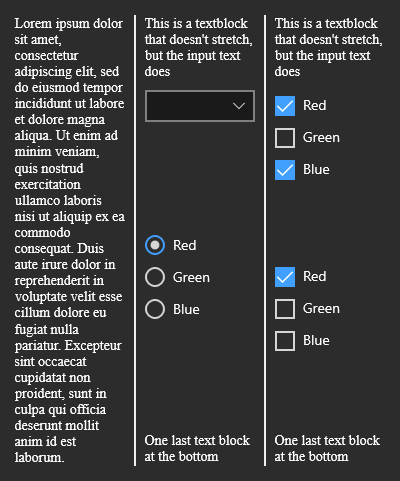 Lorem ipsum dolor
sit amet,
consectetur
adipiscing elit, sed
do eiusmod tempor
incididunt ut labore
et dolore magna
aliqua. Ut enim ad
minim veniam,
quis nostrud
exercitation
ullamco laboris
nisi ut aliquip ex ea
commodo
consequat. Duis
aute irure dolor in
reprehenderit in
voluptate velit esse
cillum dolore eu
fugiat nulla
pariatur. Excepteur
sint occaecat
cupidatat non
proident, sunt in
culpa qui officia
deserunt mollit
anim id est
laborum.
This is a textblock
that doesn't stretch,
but the input text
does
Red
Green
Blue
One last text block
at the bottom
This is a textblock
that doesn't stretch,
but the input text
does
Red
Green
Blue
Red
Green
Blue
One last text block
at the bottom